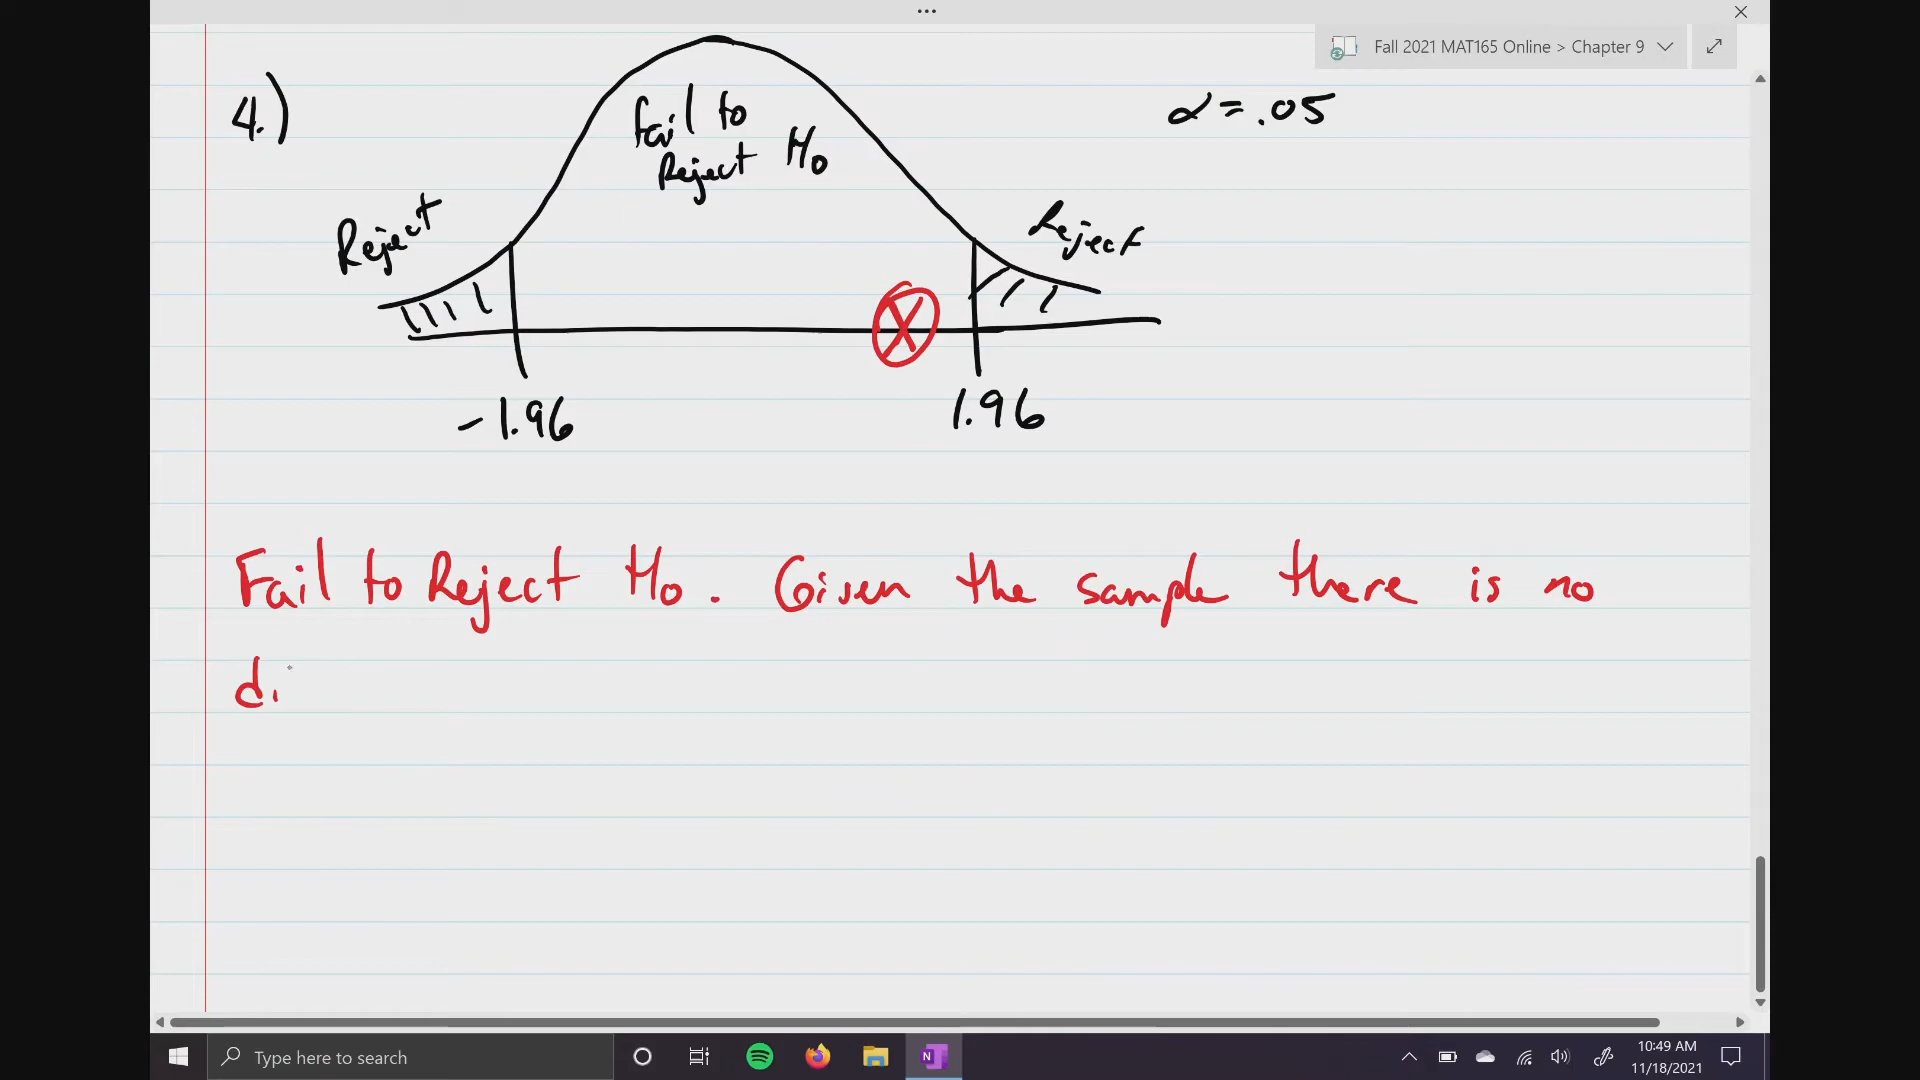 Fall 2021 MAT165 Online > Chapter 9
4.)
α = .05
Fail to
Reject H₀
Reject
Reject
-1.96
1.96
Fail to Reject H₀. Given the sample there is no
di
Type here to search
10:49 AM
11/18/2021